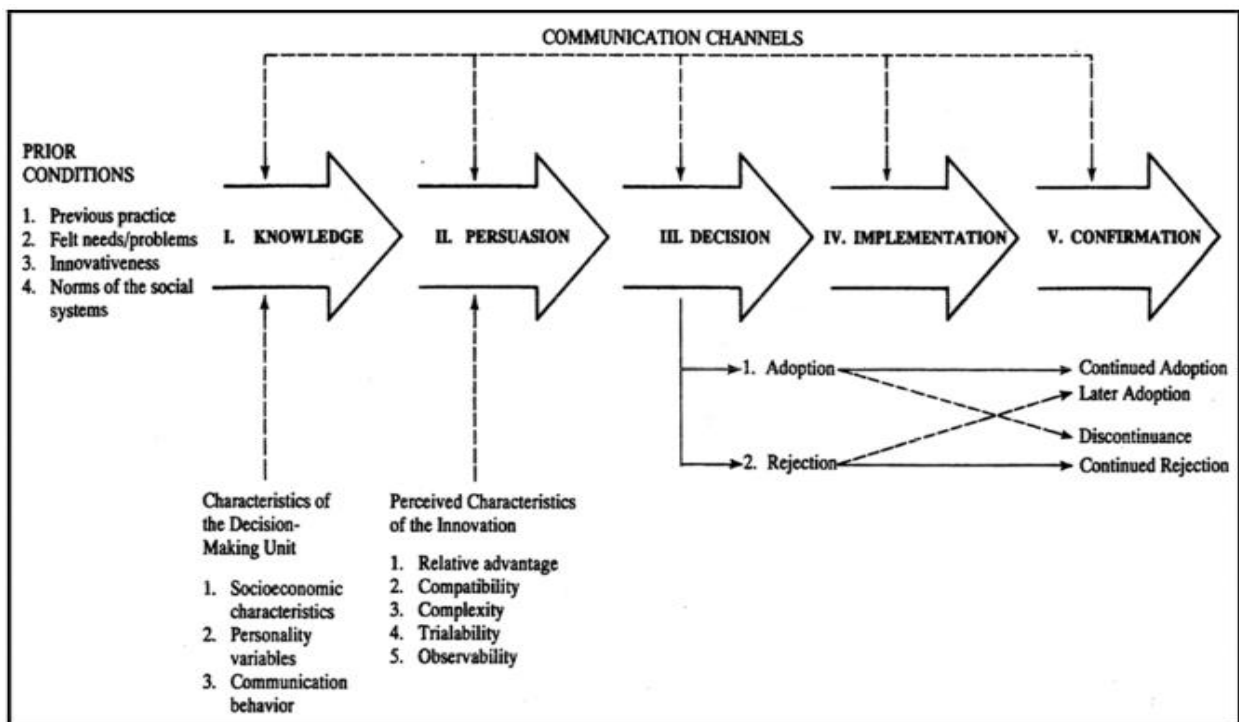 COMMUNICATION CHANNELS
PRIOR
CONDITIONS
1. Previous practice
2. Felt needs/problems
3. Innovativeness
4. Norms of the social
systems
I. KNOWLEDGE
II. PERSUASION
III. DECISION
IV. IMPLEMENTATION
V. CONFIRMATION
1. Adoption
2. Rejection
Continued Adoption
Later Adoption
Discontinuance
Continued Rejection
Characteristics of
the Decision-
Making Unit
1. Socioeconomic
characteristics
2. Personality
variables
3. Communication
behavior
Perceived Characteristics
of the Innovation
1. Relative advantage
2. Compatibility
3. Complexity
4. Trialability
5. Observability